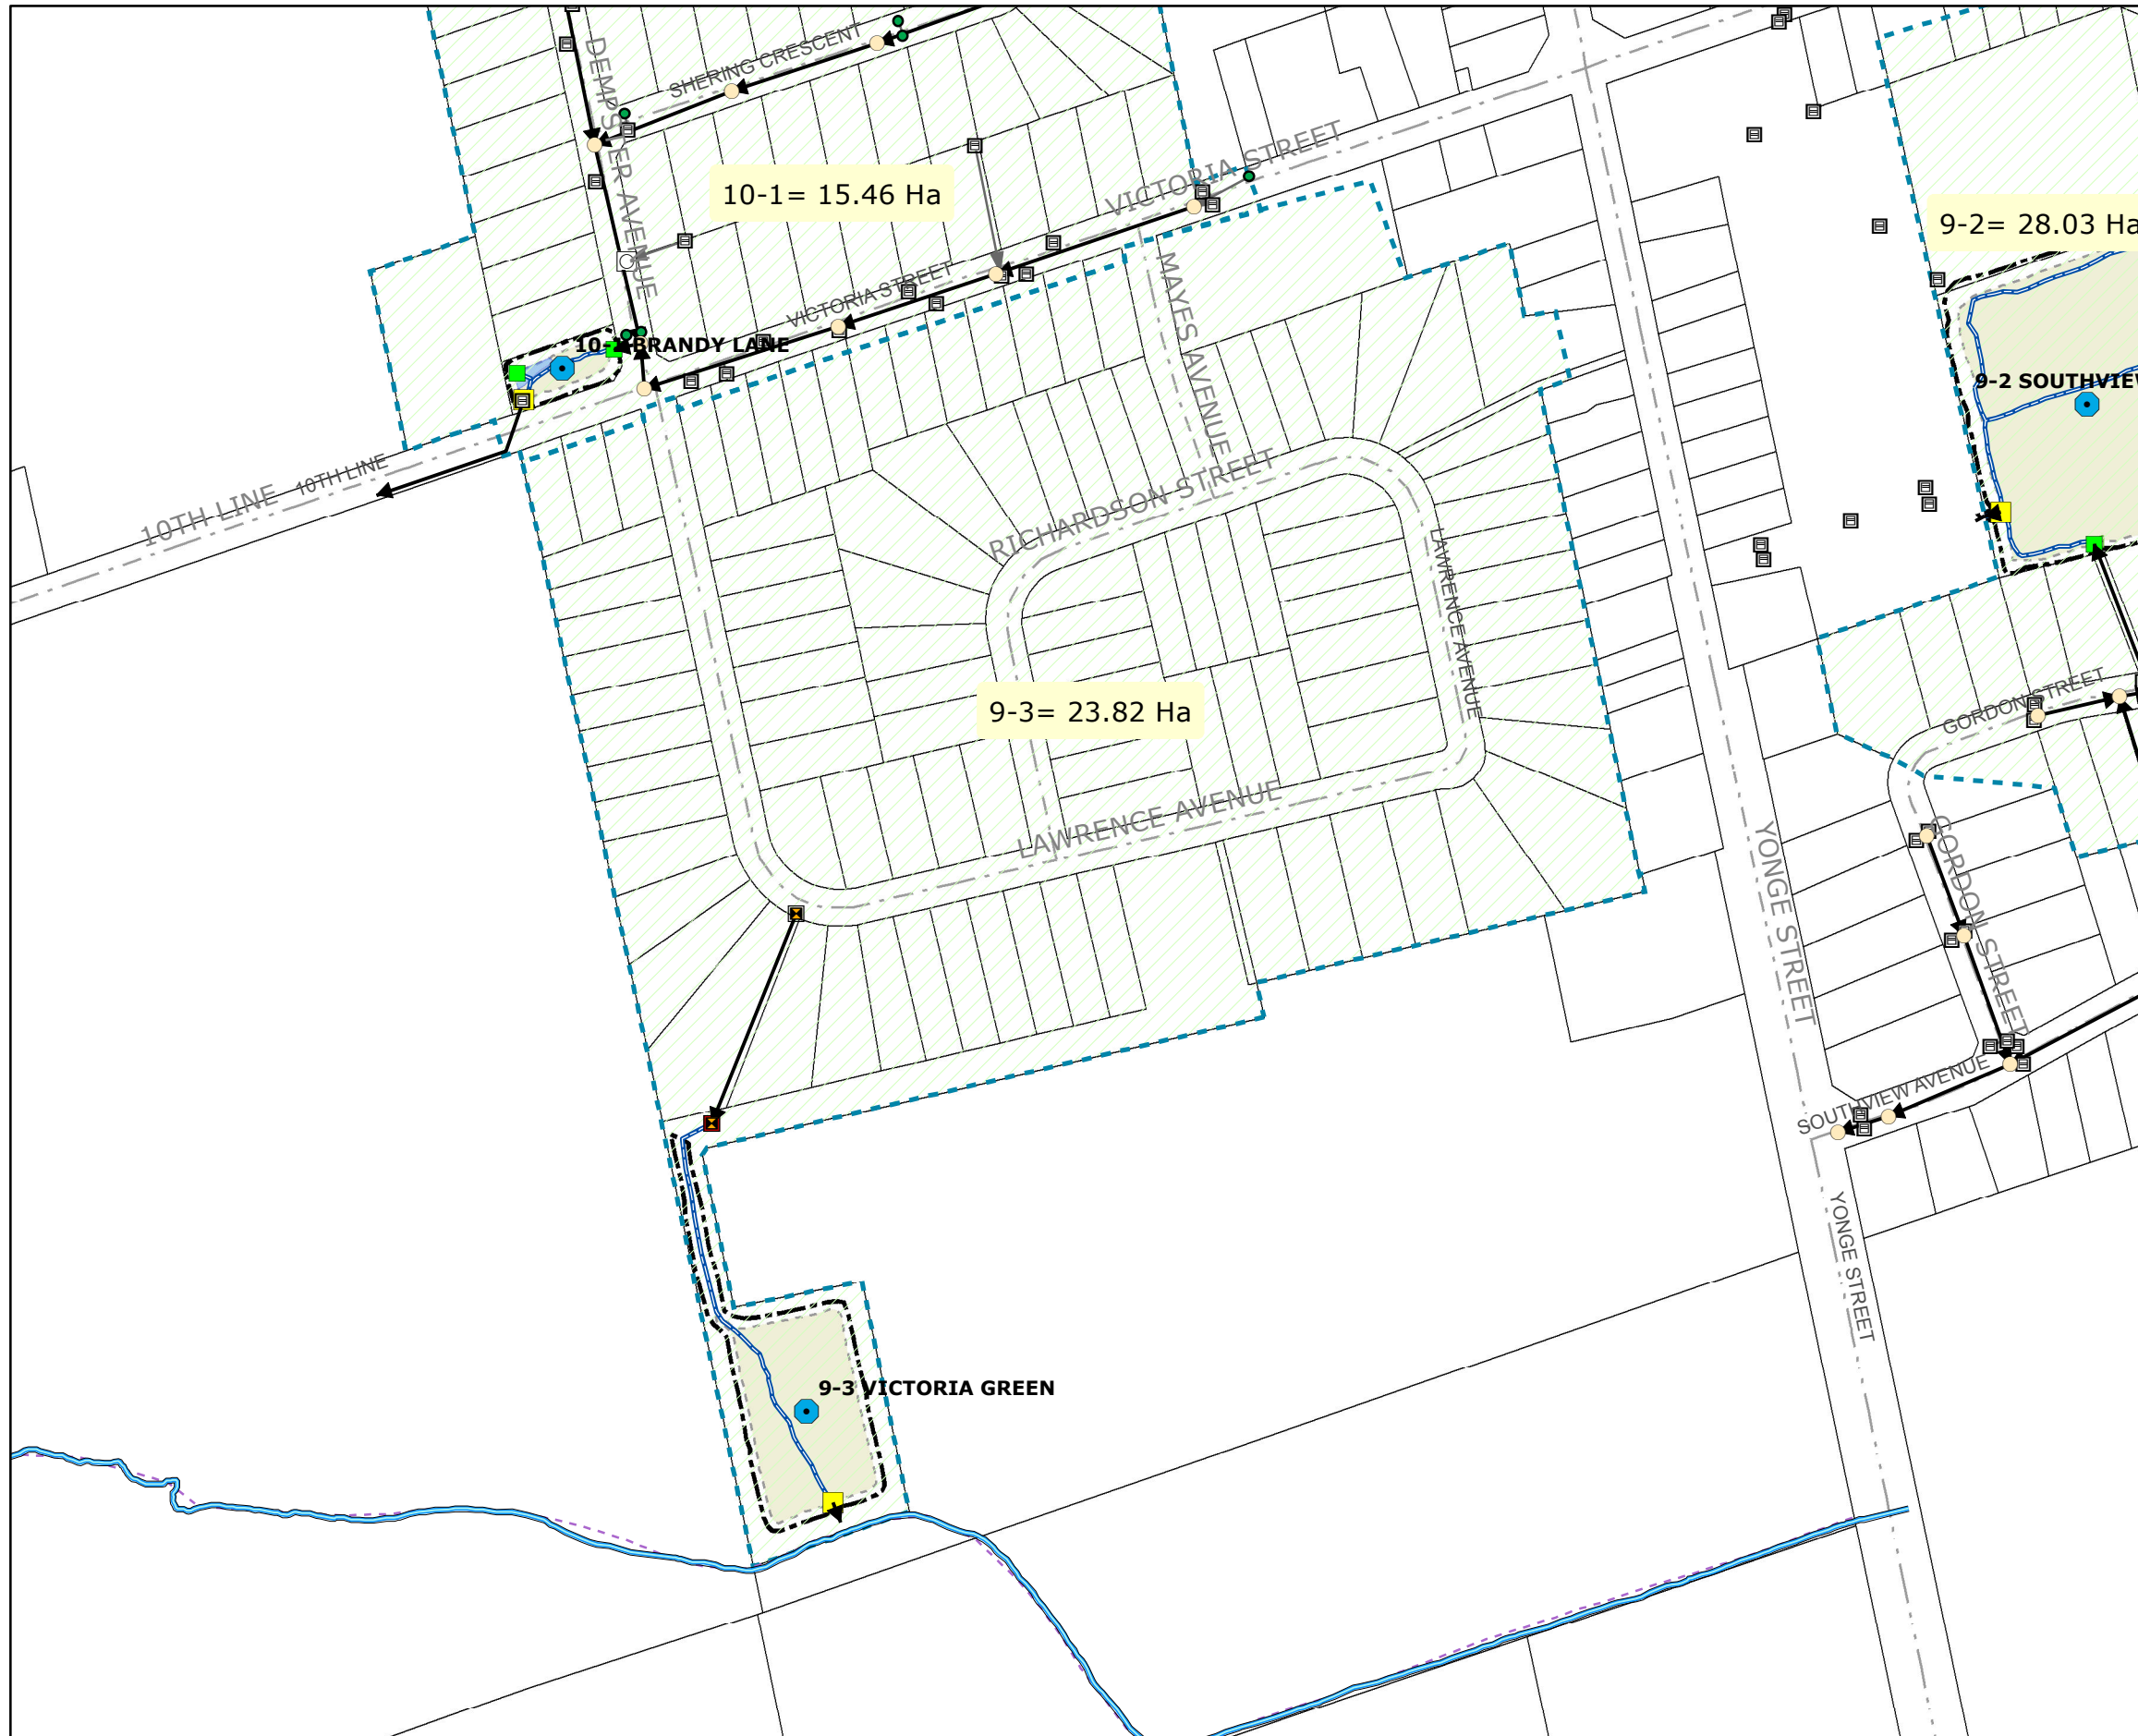 SHERING CRESCENT
DEMPSTER AVENUE
VICTORIA STREET
10-1= 15.46 Ha
9-2= 28.03 Ha
VICTORIA STREET
MAYES AVENUE
10-1 BRANDY LANE
9-2 SOUTHVIEW
10TH LINE
10TH LINE
RICHARDSON STREET
LAWRENCE AVENUE
9-3= 23.82 Ha
GORDON STREET
LAWRENCE AVENUE
YONGE STREET
GORDON STREET
SOUTHVIEW AVENUE
YONGE STREET
9-3 VICTORIA GREEN